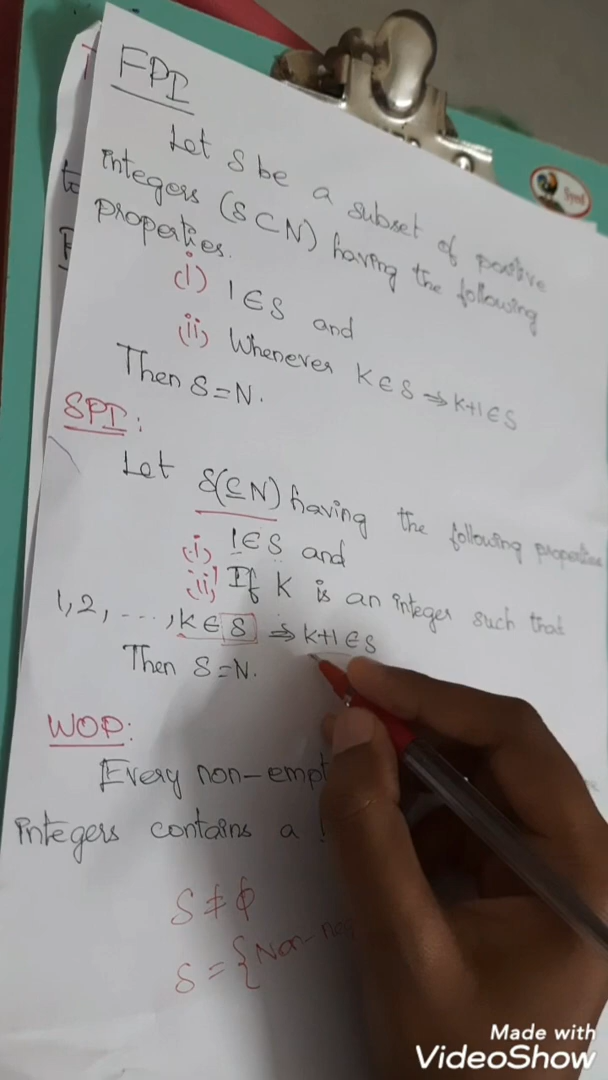 FPI
Let S be a subset of positive
integers (S⊂N) having the following
properties.
(i) 1∈S and
(ii) Whenever K∈S ⇒ K+1∈S
Then S=N.
SPI:
Let S(⊆N) having the following
(i) 1∈S and
(ii) If K is an integer such that
1, 2, - - - , K∈S ⇒ K+1∈S
Then S=N.
WOP:
Every non-
integers contains a
S≠φ
S = {Non-
Syed
Made with
VideoShow